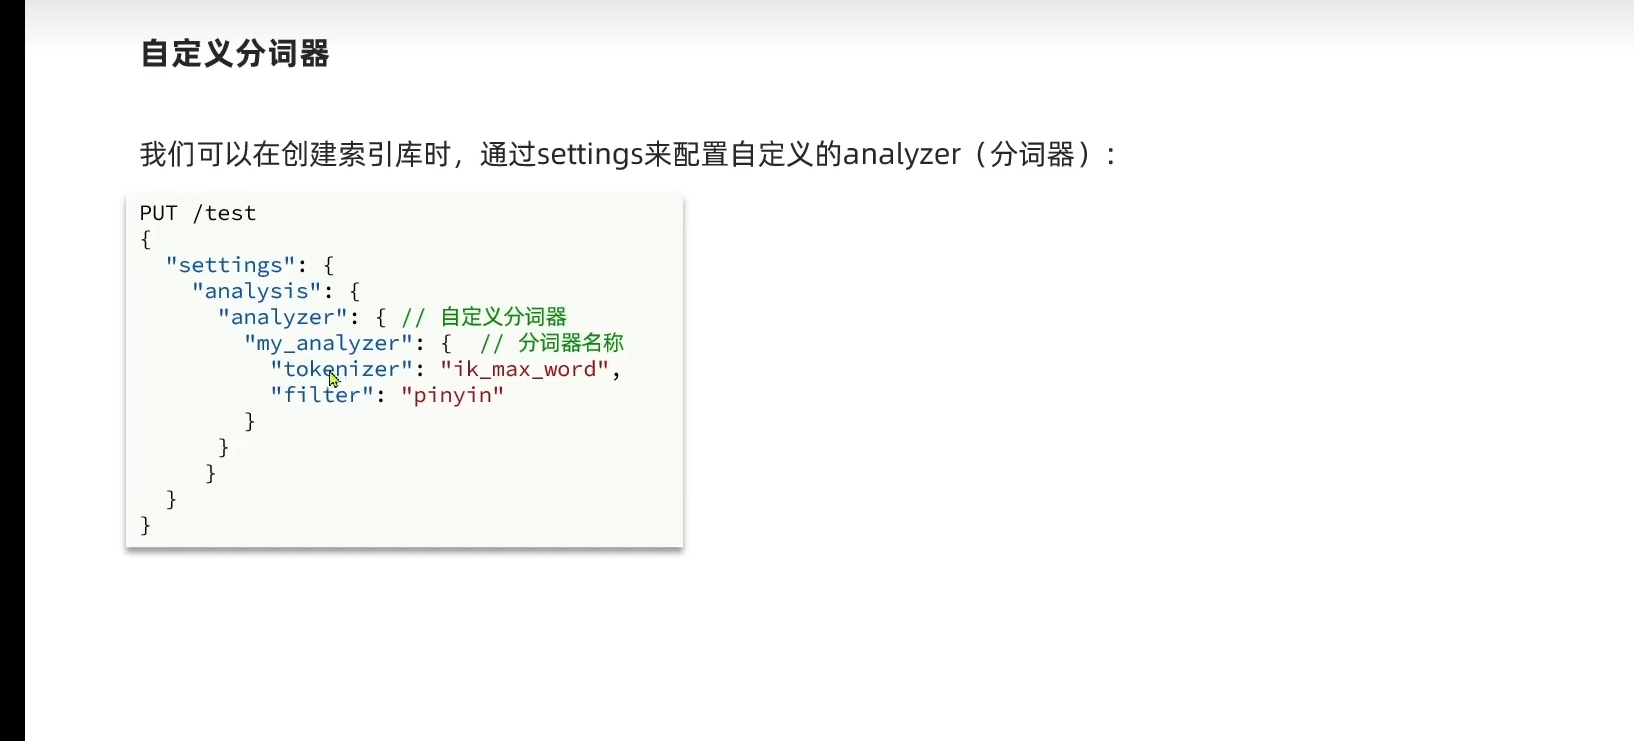 自定义分词器
我们可以在创建索引库时，通过settings来配置自定义的analyzer（分词器）：
PUT /test
{
  "settings": {
    "analysis": {
      "analyzer": { // 自定义分词器
        "my_analyzer": {  // 分词器名称
          "tokenizer": "ik_max_word",
          "filter": "pinyin"
        }
      }
     }
  }
}